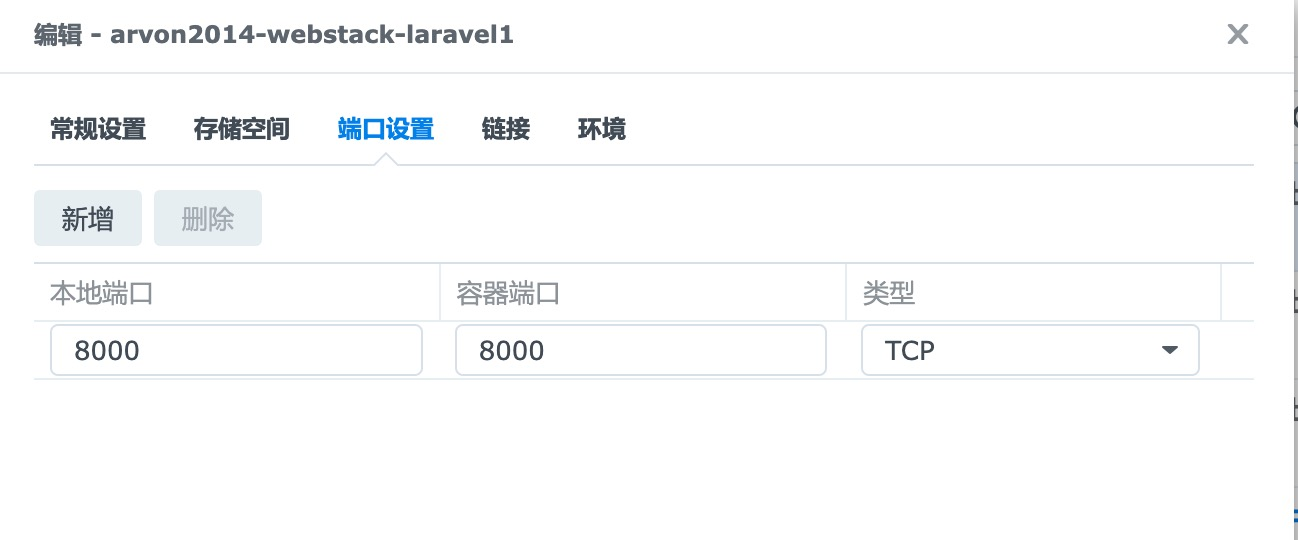 编辑 - arvon2014-webstack-laravel1
常规设置 存储空间 端口设置 链接 环境
新增 删除
本地端口 容器端口 类型
8000 8000 TCP